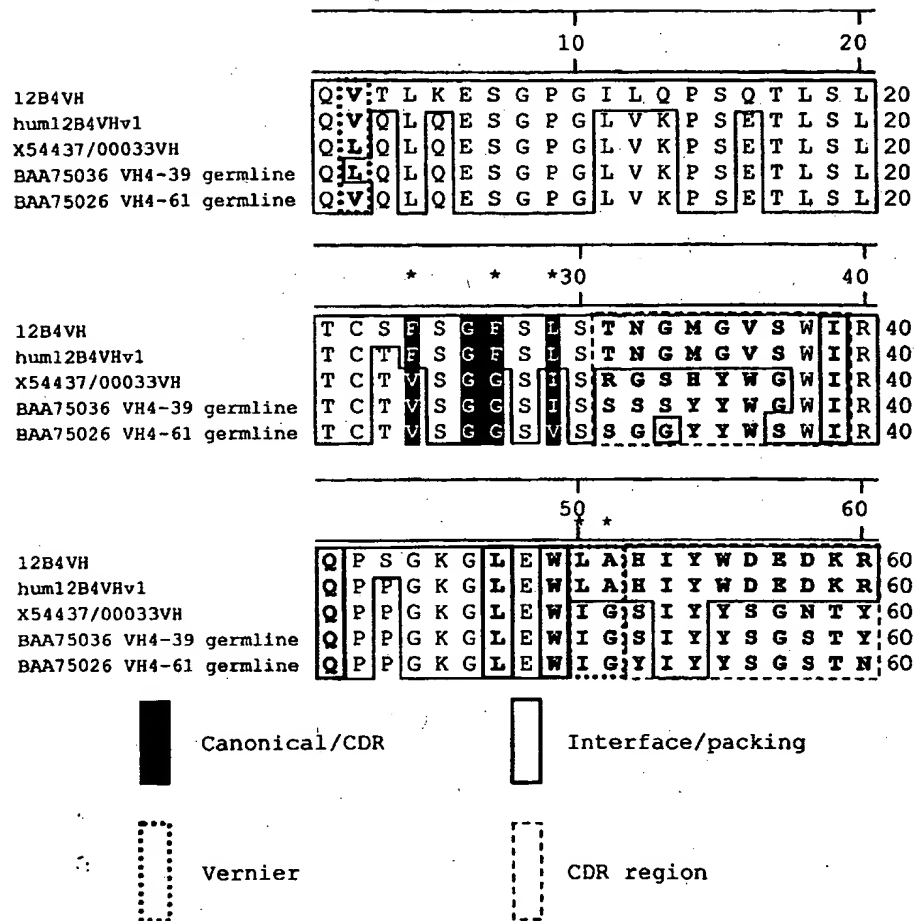 10 20
12B4VH Q V T L K E S G P G I L Q P S Q T L S L 20
hum12B4VHv1 Q V Q L Q E S G P G L V K P S E T L S L 20
X54437/00033VH Q L Q L Q E S G P G L V K P S E T L S L 20
BAA75036 VH4-39 germline Q L Q L Q E S G P G L V K P S E T L S L 20
BAA75026 VH4-61 germline Q V Q L Q E S G P G L V K P S E T L S L 20
* * * 30 40
12B4VH T C S F S G F S L S T N G M G V S W I R 40
hum12B4VHv1 T C T F S G F S L S T N G M G V S W I R 40
X54437/00033VH T C T V S G G S I S R G S H Y W G W I R 40
BAA75036 VH4-39 germline T C T V S G G S I S S S S Y Y W G W I R 40
BAA75026 VH4-61 germline T C T V S G G S V S S G G Y Y W S W I R 40
50 60
* *
12B4VH Q P S G K G L E W L A H I Y W D E D K R 60
hum12B4VHv1 Q P P G K G L E W L A H I Y W D E D K R 60
X54437/00033VH Q P P G K G L E W I G S I Y Y S G N T Y 60
BAA75036 VH4-39 germline Q P P G K G L E W I G S I Y Y S G S T Y 60
BAA75026 VH4-61 germline Q P P G K G L E W I G Y I Y Y S G S T N 60
Canonical/CDR Interface/packing
Vernier CDR region